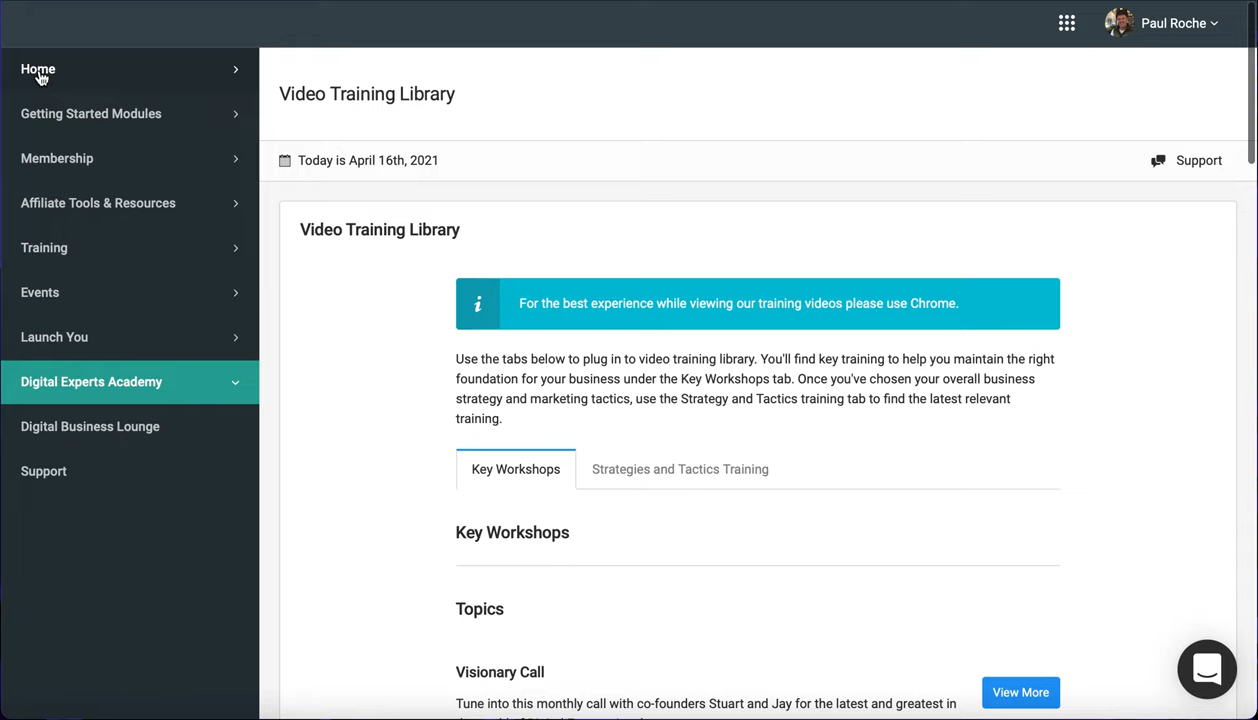 Paul Roche
Home
Getting Started Modules
Membership
Affiliate Tools & Resources
Training
Events
Launch You
Digital Experts Academy
Digital Business Lounge
Support
Video Training Library
Today is April 16th, 2021
Support
Video Training Library
i
For the best experience while viewing our training videos please use Chrome.
Use the tabs below to plug in to video training library. You'll find key training to help you maintain the right
foundation for your business under the Key Workshops tab. Once you've chosen your overall business
strategy and marketing tactics, use the Strategy and Tactics training tab to find the latest relevant
training.
Key Workshops
Strategies and Tactics Training
Key Workshops
Topics
Visionary Call
Tune into this monthly call with co-founders Stuart and Jay for the latest and greatest in
View More